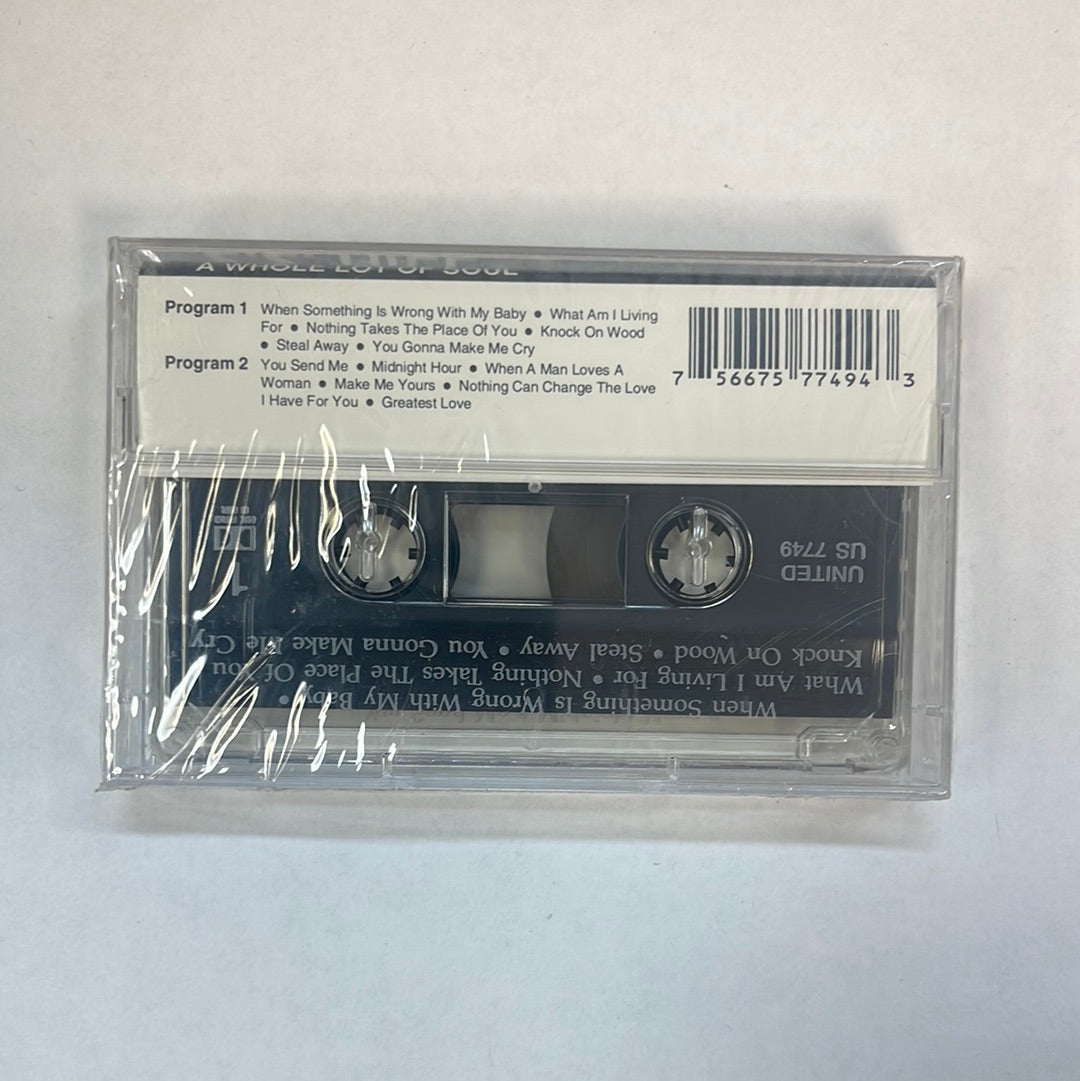 A WHOLE LOT OF SOUL
Program 1 When Something Is Wrong With My Baby ● What Am I Living
For ● Nothing Takes The Place Of You ● Knock On Wood
● Steal Away ● You Gonna Make Me Cry
Program 2 You Send Me ● Midnight Hour ● When A Man Loves A
Woman ● Make Me Yours ● Nothing Can Change The Love
I Have For You ● Greatest Love
7 56675 77494 3
When Something Is Wrong With My Baby •
What Am I Living For • Nothing Takes The Place Of You
Knock On Wood • Steal Away • You Gonna Make Me Cry
UNITED
US 7749
1